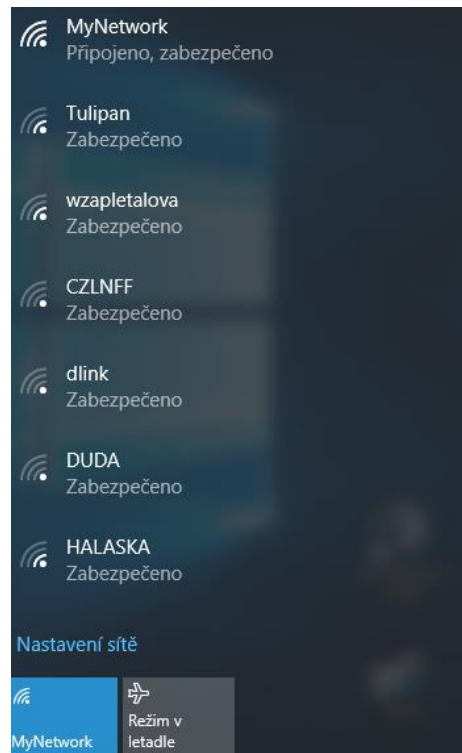 MyNetwork
Připojeno, zabezpečeno
Tulipan
Zabezpečeno
wzapletalova
Zabezpečeno
CZLNFF
Zabezpečeno
dlink
Zabezpečeno
DUDA
Zabezpečeno
HALASKA
Zabezpečeno
Nastavení sítě
MyNetwork
Režim v
letadle